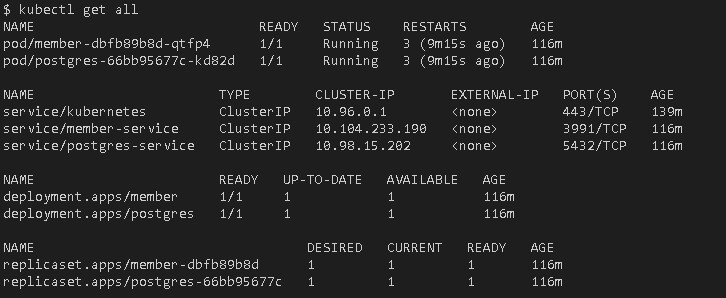 $ kubectl get all
NAME READY STATUS RESTARTS AGE
pod/member-dbfb89b8d-qtfp4 1/1 Running 3 (9m15s ago) 116m
pod/postgres-66bb95677c-kd82d 1/1 Running 3 (9m15s ago) 116m
NAME TYPE CLUSTER-IP EXTERNAL-IP PORT(S) AGE
service/kubernetes ClusterIP 10.96.0.1 <none> 443/TCP 139m
service/member-service ClusterIP 10.104.233.190 <none> 3991/TCP 116m
service/postgres-service ClusterIP 10.98.15.202 <none> 5432/TCP 116m
NAME READY UP-TO-DATE AVAILABLE AGE
deployment.apps/member 1/1 1 1 116m
deployment.apps/postgres 1/1 1 1 116m
NAME DESIRED CURRENT READY AGE
replicaset.apps/member-dbfb89b8d 1 1 1 116m
replicaset.apps/postgres-66bb95677c 1 1 1 116m